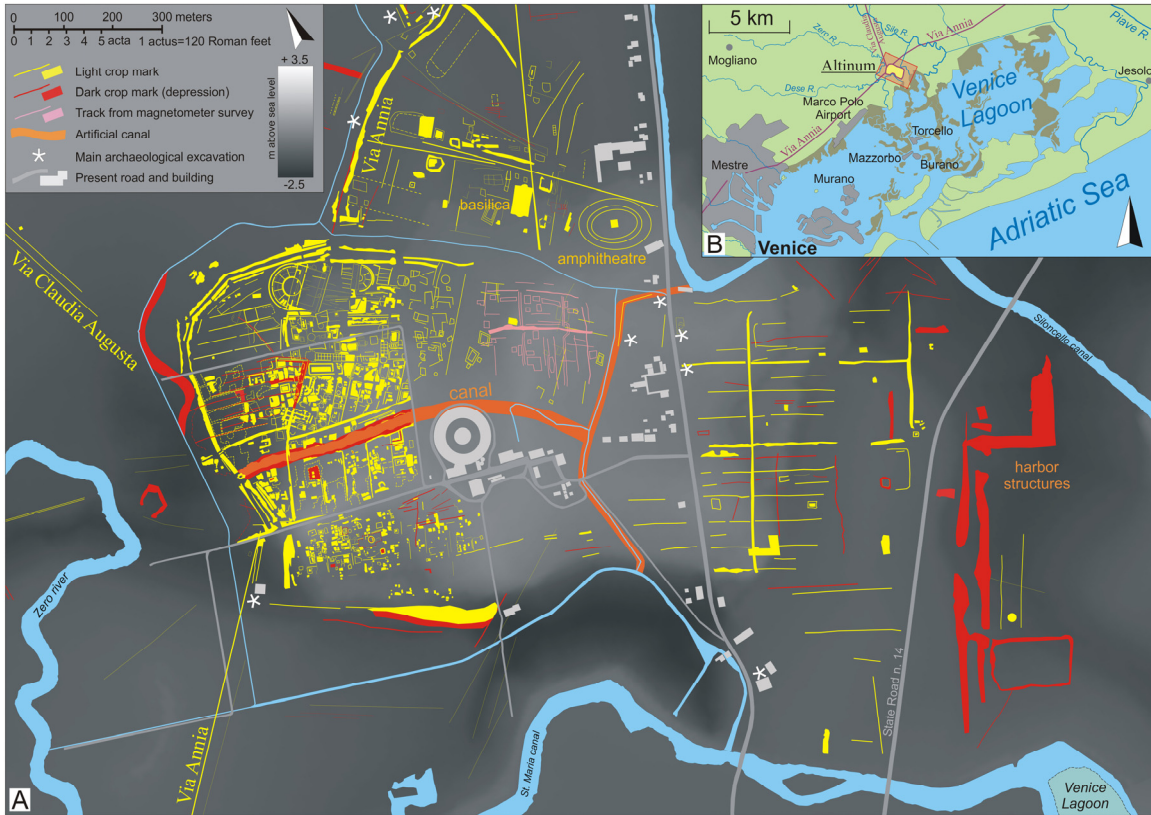 0 100 200 300 meters
0 1 2 3 4 5 acta 1 actus=120 Roman feet
Light crop mark
Dark crop mark (depression)
Track from magnetometer survey
Artificial canal
Main archaeological excavation
Present road and building
+ 3.5
m above sea level
-2.5
Via Annia
basilica
amphitheatre
Via Claudia Augusta
canal
Siloncello canal
harbor
structures
Zero river
Via Annia
St. Maria canal
State Road n. 14
Venice
Lagoon
A
5 km
Mogliano
Zero R.
Via Claudia
Augusta
Sile R.
Via Annia
Piave R.
Altinum
Jesolo
Dese R.
Marco Polo
Airport
Venice
Lagoon
Via Annia
Torcello
Mestre
Mazzorbo
Burano
Murano
Adriatic Sea
B
Venice